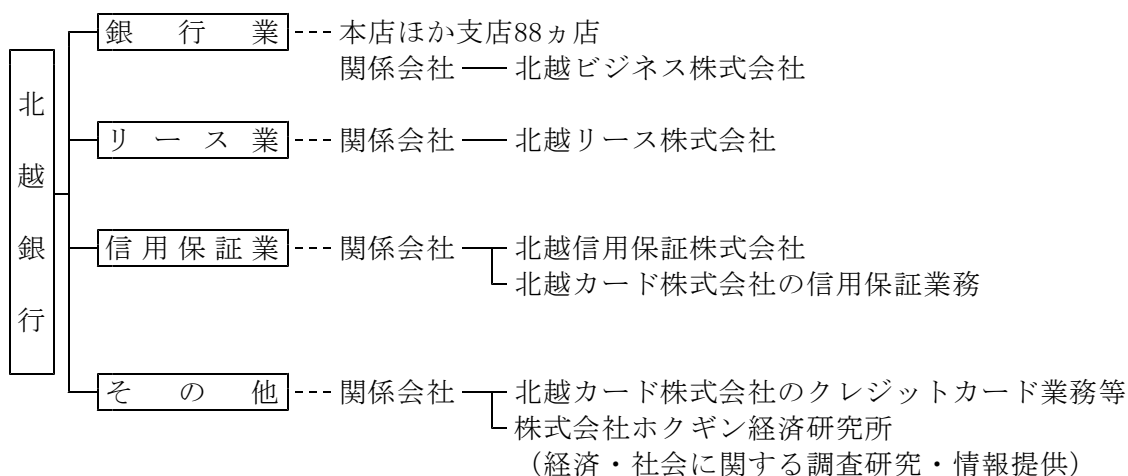 北越銀行
銀行業 本店ほか支店88ヵ店
関係会社 北越ビジネス株式会社
リース業 関係会社 北越リース株式会社
信用保証業 関係会社 北越信用保証株式会社
北越カード株式会社の信用保証業務
その他 関係会社 北越カード株式会社のクレジットカード業務等
株式会社ホクギン経済研究所
（経済・社会に関する調査研究・情報提供）